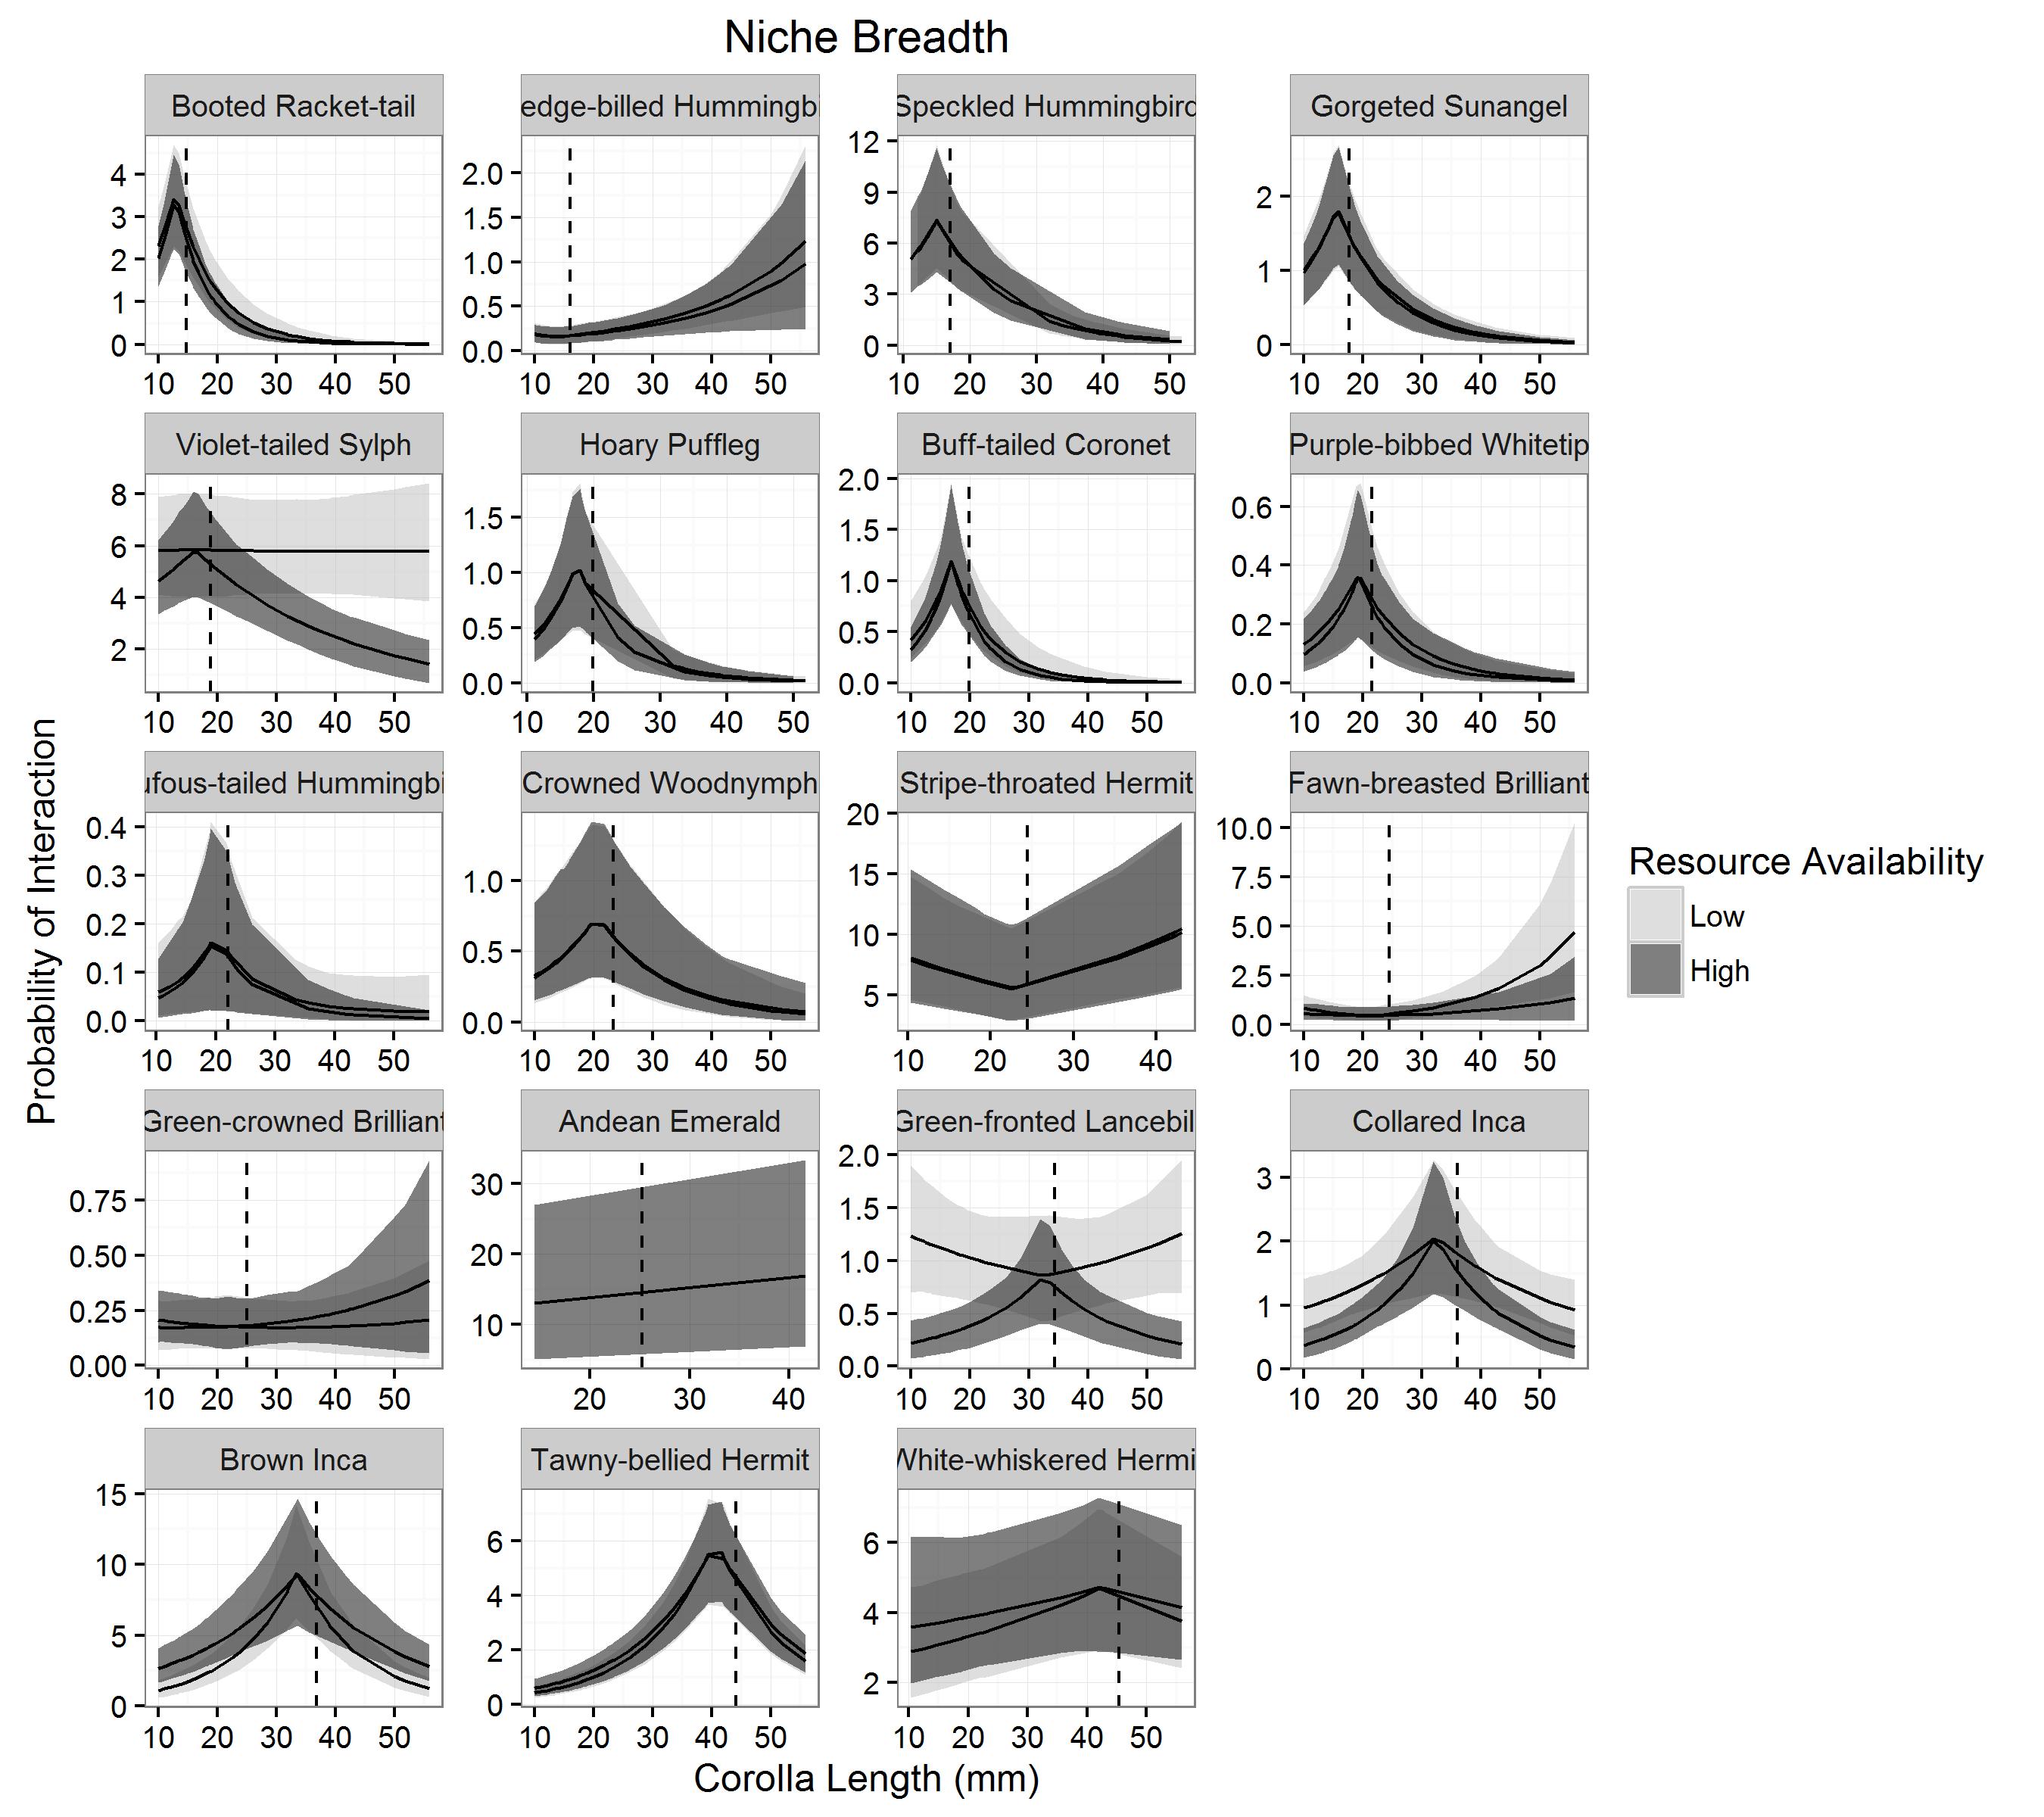 Niche Breadth
Booted Racket-tail
edge-billed Hummingbi
Speckled Hummingbird
Gorgeted Sunangel
4
3
2
1
0
2.0
1.5
1.0
0.5
0.0
12
9
6
3
0
2
1
0
10 20 30 40 50
10 20 30 40 50
10 20 30 40 50
10 20 30 40 50
Violet-tailed Sylph
Hoary Puffleg
Buff-tailed Coronet
Purple-bibbed Whitetip
8
6
4
2
1.5
1.0
0.5
0.0
2.0
1.5
1.0
0.5
0.0
0.6
0.4
0.2
0.0
10 20 30 40 50
10 20 30 40 50
10 20 30 40 50
10 20 30 40 50
ufous-tailed Hummingbi
Crowned Woodnymph
Stripe-throated Hermit
Fawn-breasted Brilliant
0.4
0.3
0.2
0.1
0.0
1.0
0.5
0.0
20
15
10
5
10.0
7.5
5.0
2.5
0.0
10 20 30 40 50
10 20 30 40 50
10 20 30 40
10 20 30 40 50
Green-crowned Brilliant
Andean Emerald
Green-fronted Lancebil
Collared Inca
0.75
0.50
0.25
0.00
30
20
10
2.0
1.5
1.0
0.5
0.0
3
2
1
0
10 20 30 40 50
20 30 40
10 20 30 40 50
10 20 30 40 50
Brown Inca
Tawny-bellied Hermit
White-whiskered Hermi
15
10
5
0
6
4
2
0
6
4
2
10 20 30 40 50
10 20 30 40 50
10 20 30 40 50
Probability of Interaction
Corolla Length (mm)
Resource Availability
Low
High